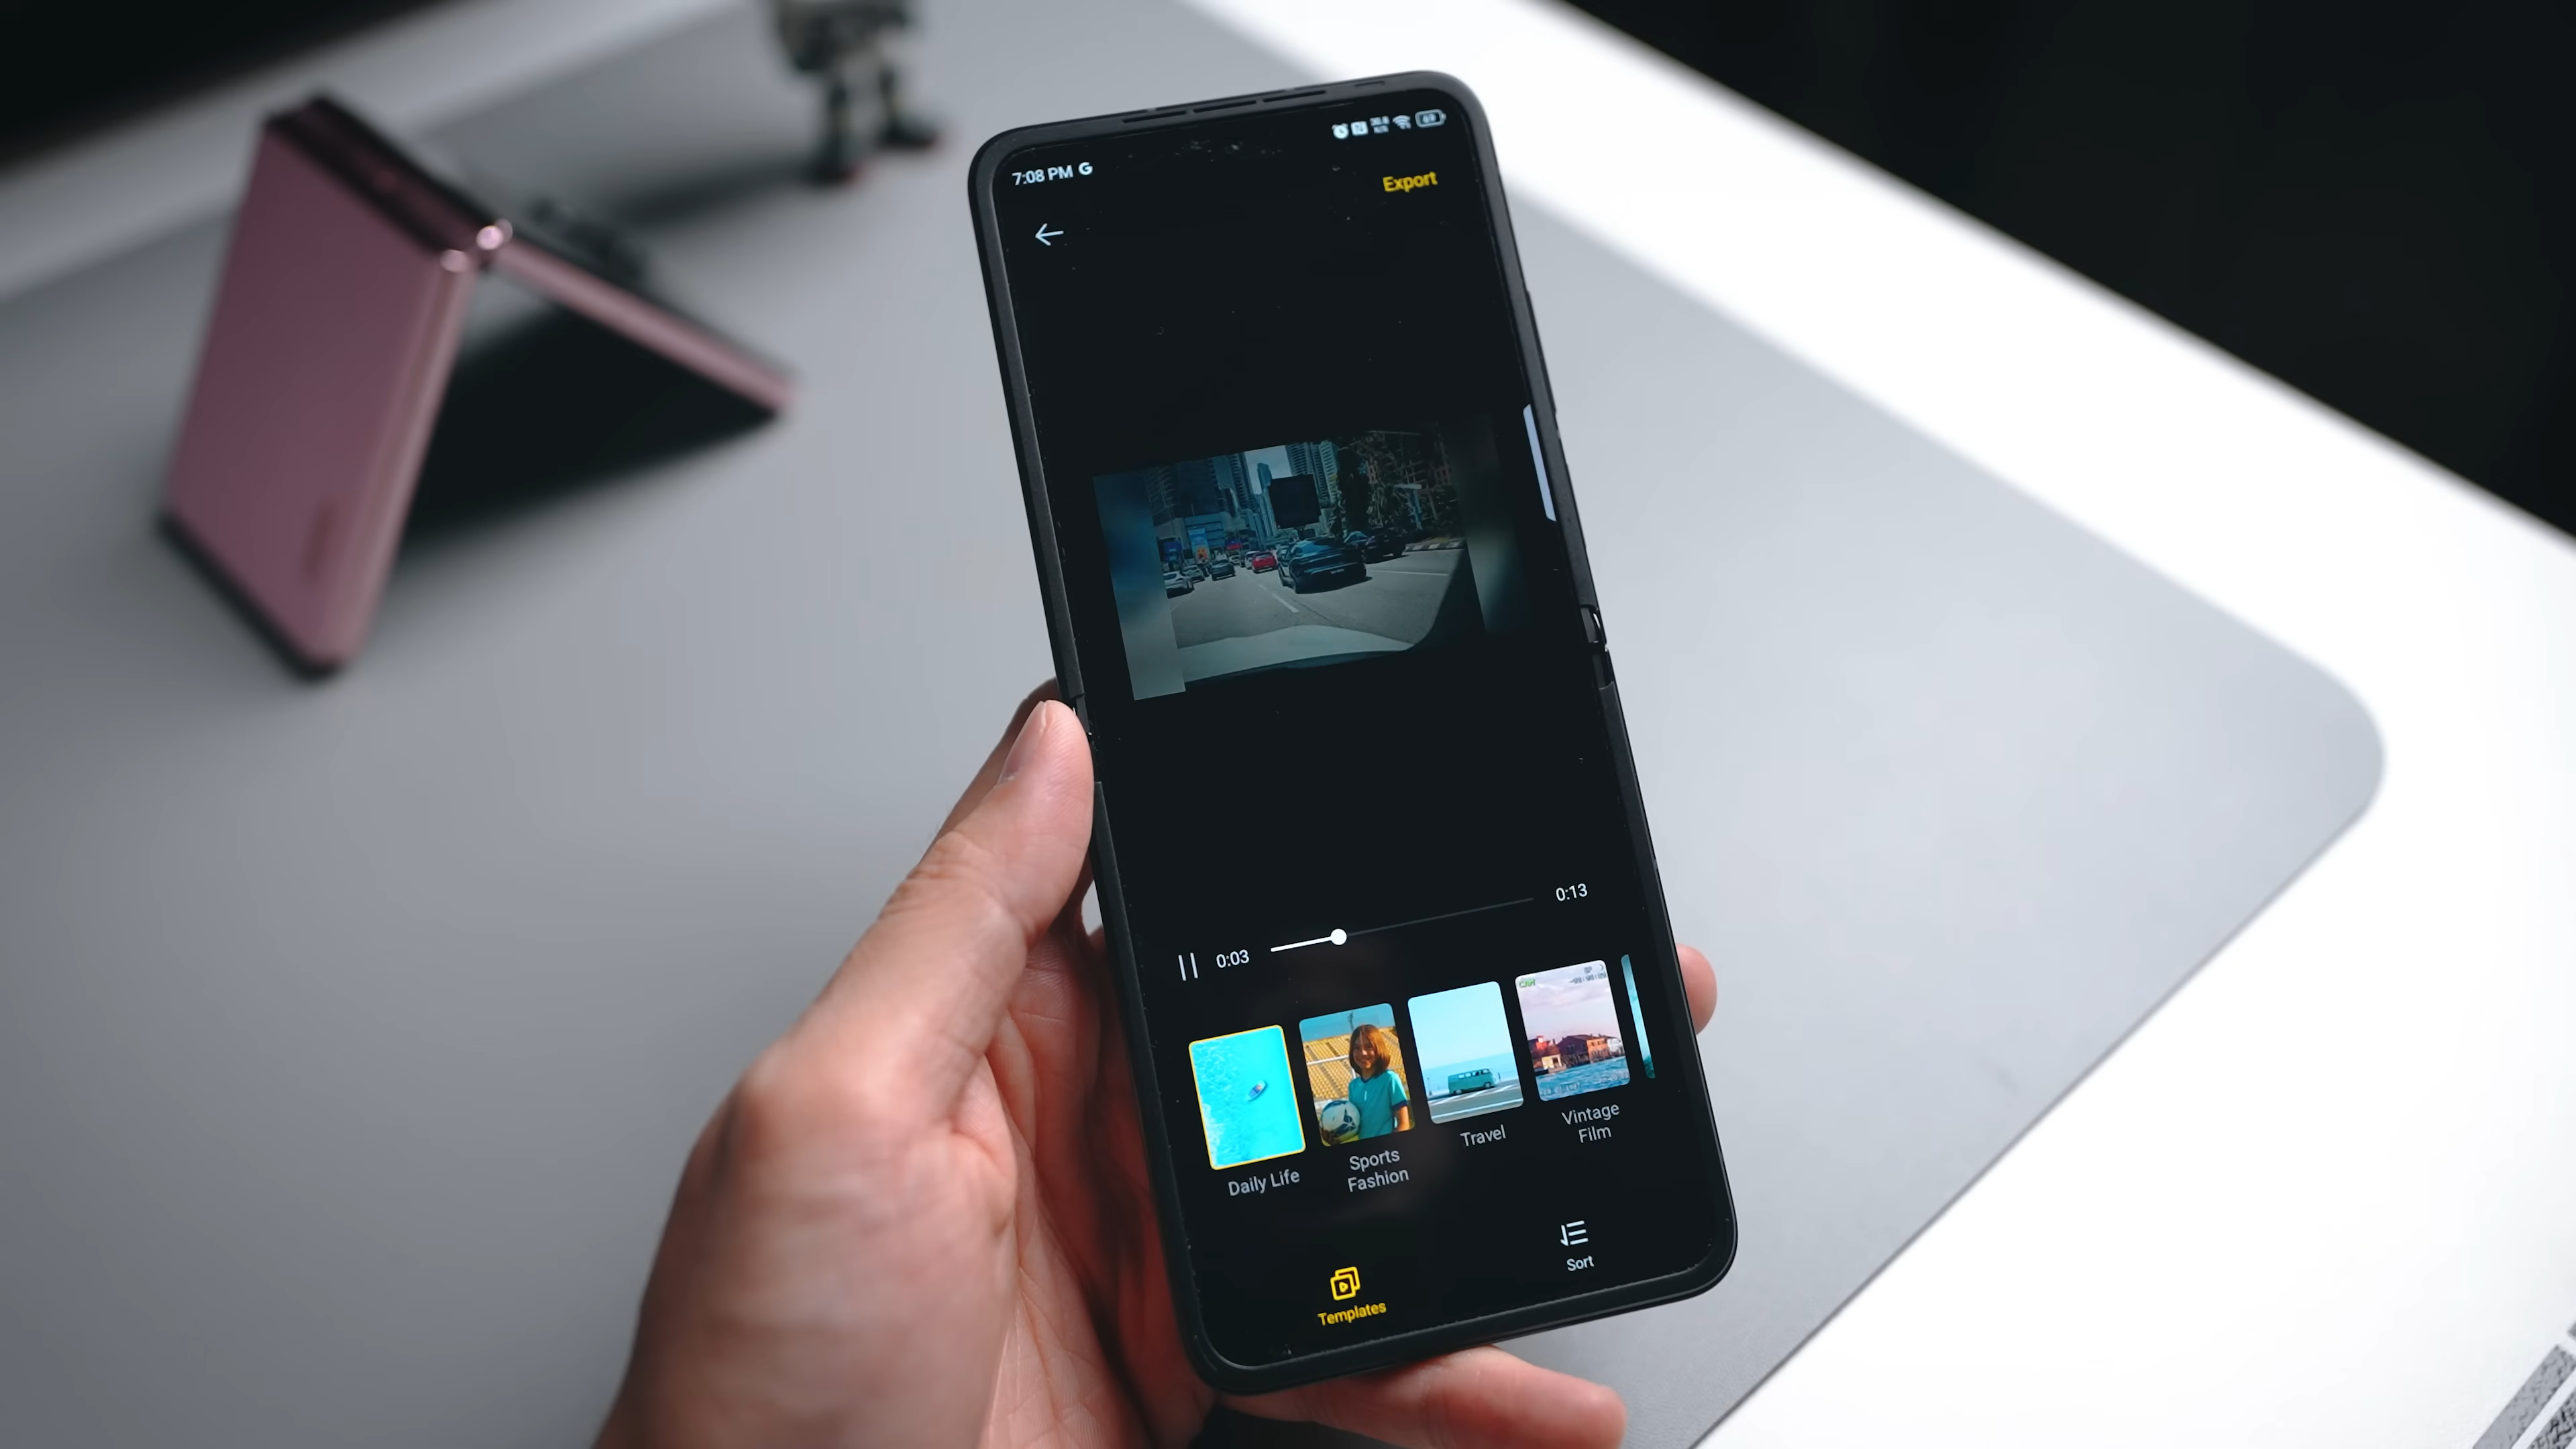 7:08 PM G
Export
0:03
0:13
Daily Life
Sports
Fashion
Travel
Vintage
Film
Templates
Sort